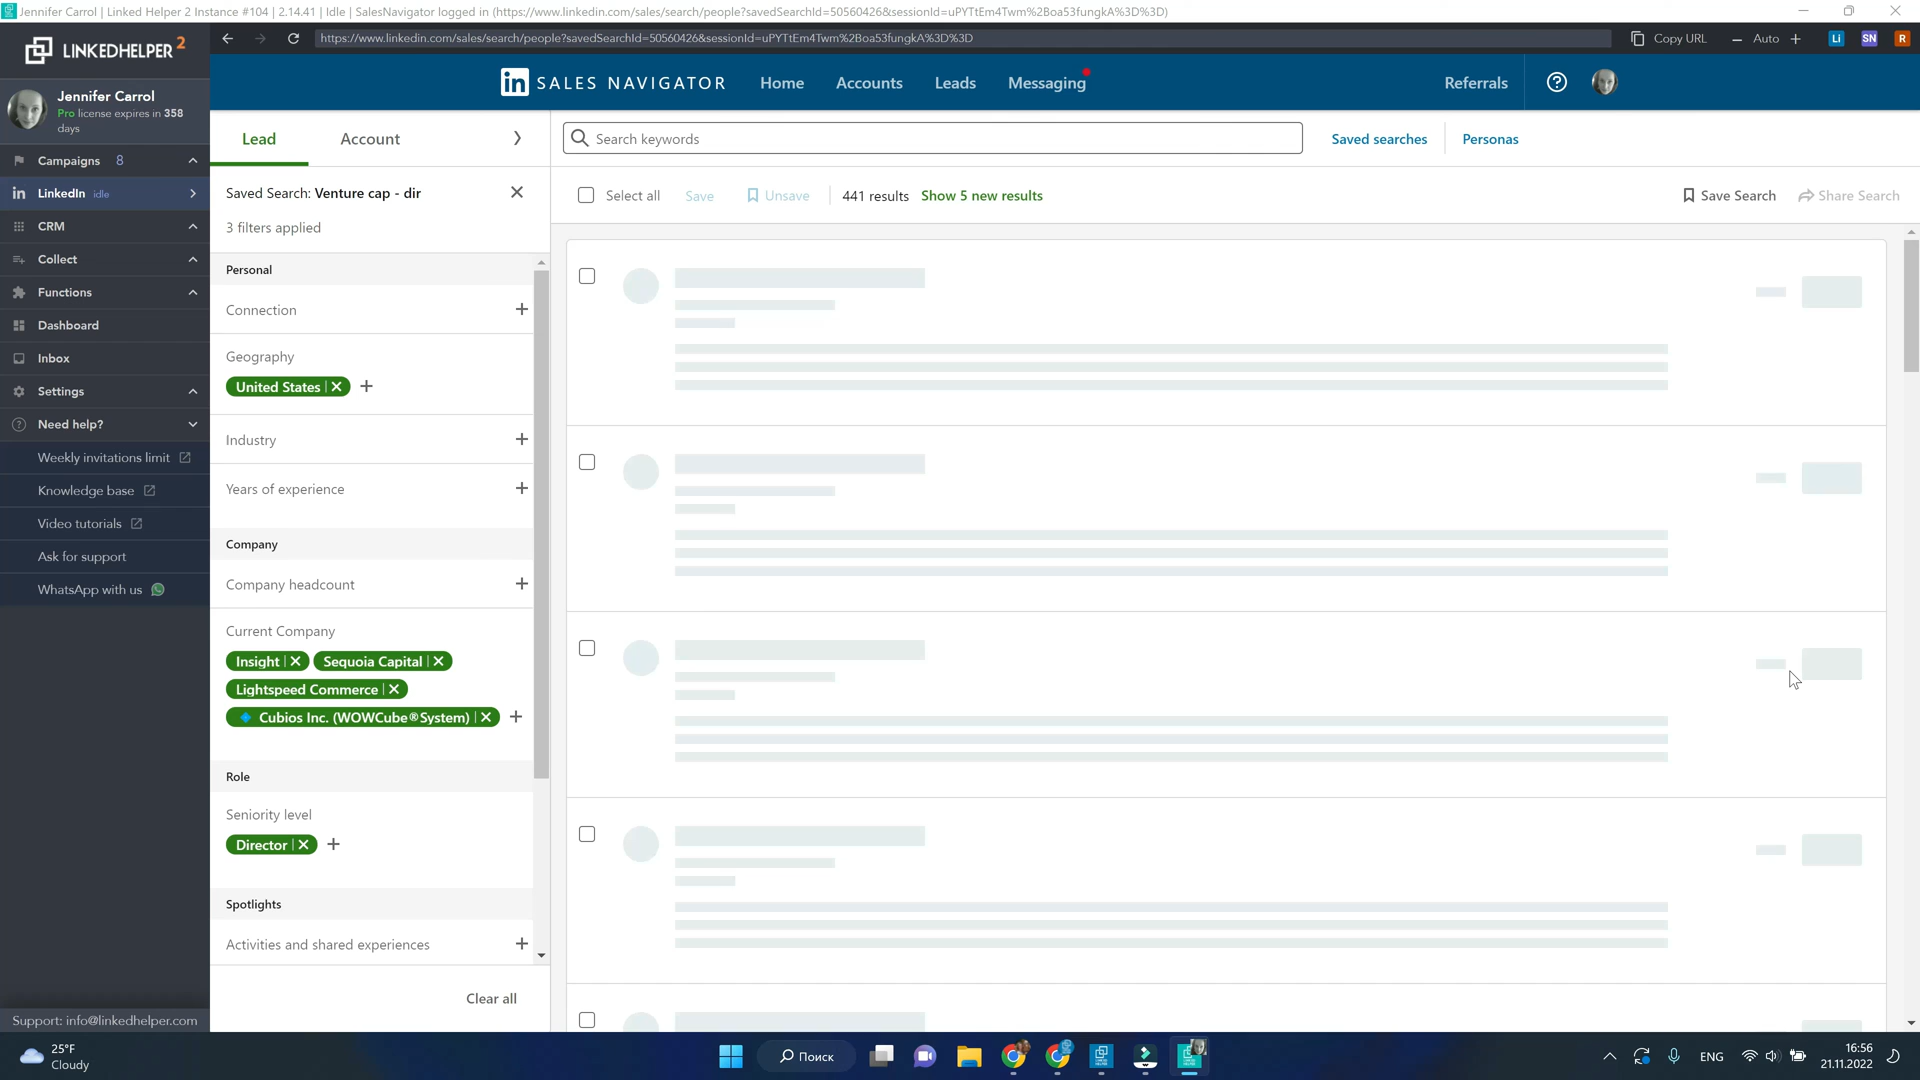 Jennifer Carrol | Linked Helper 2 Instance #104 | 2.14.41 | Idle | SalesNavigator logged in (https://www.linkedin.com/sales/search/people?savedSearchId=50560426&sessionId=uPYTtEm4Twm%2Boa53fungkA%3D%3D)
LINKEDHELPER 2
https://www.linkedin.com/sales/search/people?savedSearchId=50560426&sessionId=uPYTtEm4Twm%2Boa53fungkA%3D%3D
Copy URL
Auto
Li
SN
R
in SALES NAVIGATOR
Home
Accounts
Leads
Messaging
Referrals
Jennifer Carrol
Pro license expires in 358
days
Campaigns 8
LinkedIn idle
CRM
Collect
Functions
Dashboard
Inbox
Settings
Need help?
Weekly invitations limit
Knowledge base
Video tutorials
Ask for support
WhatsApp with us
Support: info@linkedhelper.com
Lead
Account
Saved Search: Venture cap - dir
3 filters applied
Personal
Connection
Geography
United States
Industry
Years of experience
Company
Company headcount
Current Company
Insight
Sequoia Capital
Lightspeed Commerce
Cubios Inc. (WOWCube®System)
Role
Seniority level
Director
Spotlights
Activities and shared experiences
Clear all
Search keywords
Saved searches
Personas
Select all
Save
Unsave
441 results
Show 5 new results
Save Search
Share Search
25°F
Cloudy
Поиск
ENG
16:56
21.11.2022